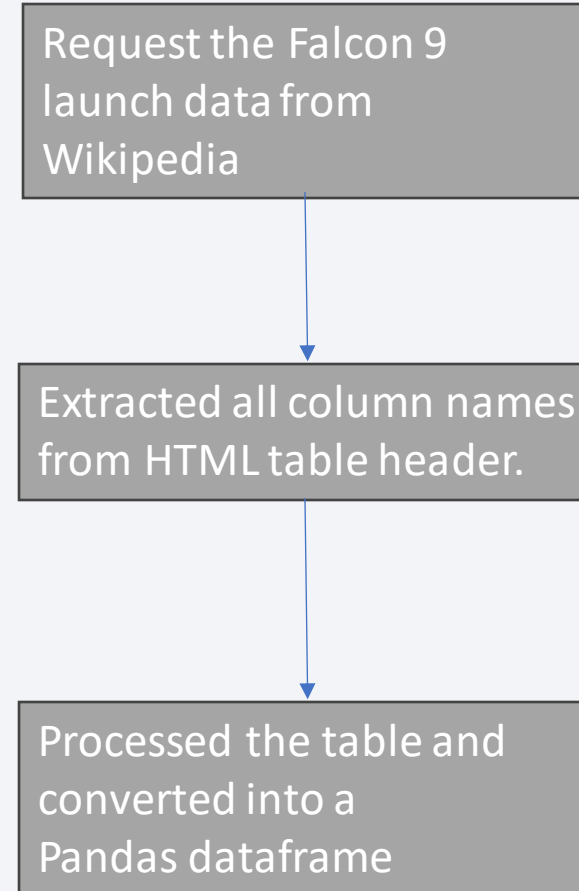 Request the Falcon 9
launch data from
Wikipedia
Extracted all column names
from HTML table header.
Processed the table and
converted into a
Pandas dataframe